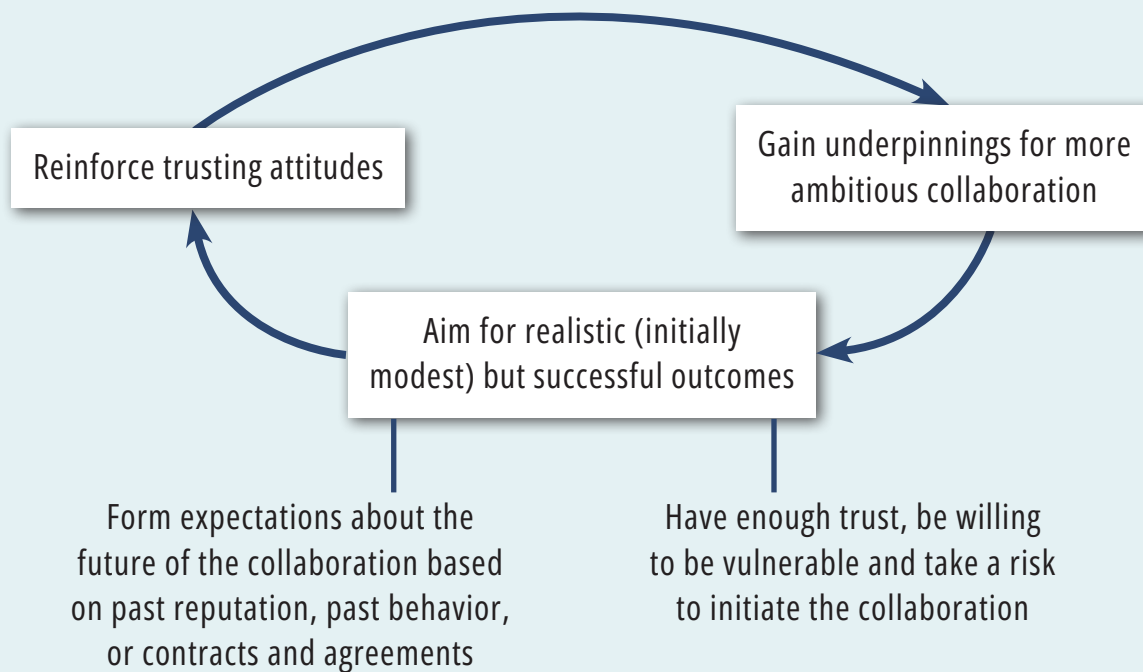 Reinforce trusting attitudes
Gain underpinnings for more
ambitious collaboration
Aim for realistic (initially
modest) but successful outcomes
Form expectations about the
future of the collaboration based
on past reputation, past behavior,
or contracts and agreements
Have enough trust, be willing
to be vulnerable and take a risk
to initiate the collaboration